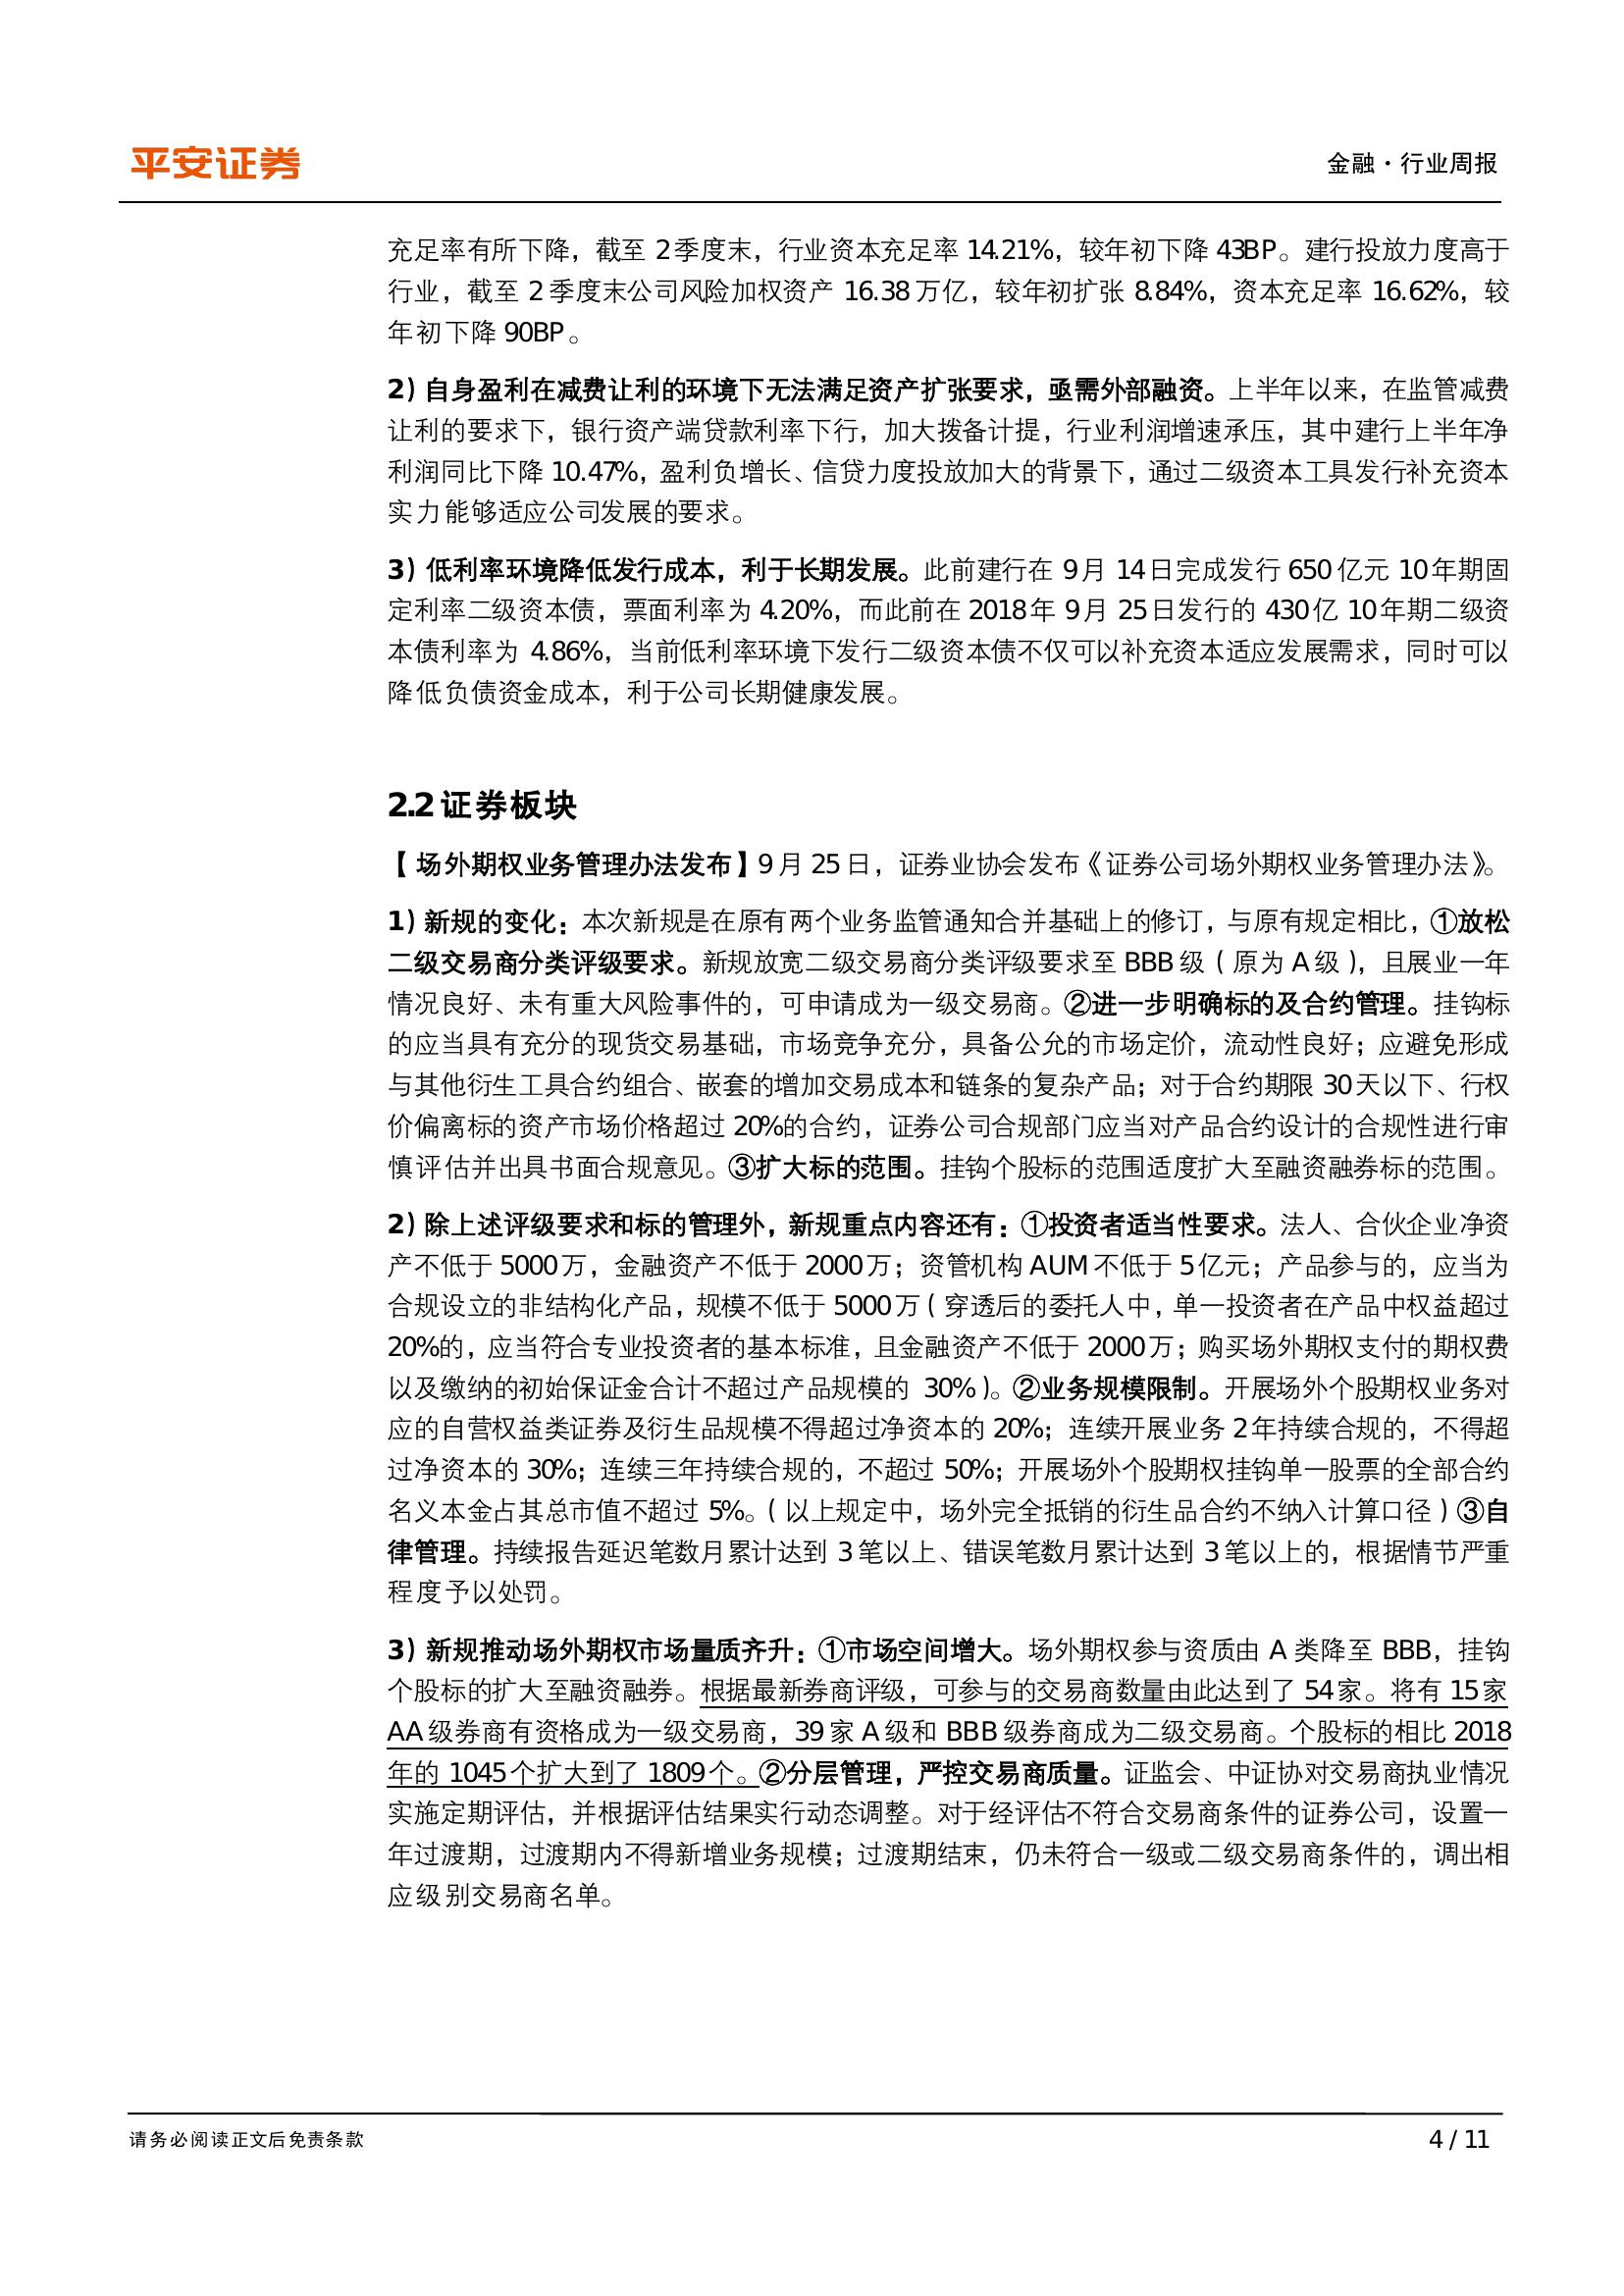 平安证券
金融·行业周报
充足率有所下降，截至 2 季度末，行业资本充足率 14.21%，较年初下降 43BP。建行投放力度高于
行业，截至 2 季度末公司风险加权资产 16.38 万亿，较年初扩张 8.84%，资本充足率 16.62%，较
年初下降 90BP。
2）自身盈利在减费让利的环境下无法满足资产扩张要求，亟需外部融资。上半年以来，在监管减费
让利的要求下，银行资产端贷款利率下行，加大拨备计提，行业利润增速承压，其中建行上半年净
利润同比下降 10.47%，盈利负增长、信贷力度投放加大的背景下，通过二级资本工具发行补充资本
实力能够适应公司发展的要求。
3）低利率环境降低发行成本，利于长期发展。此前建行在 9 月 14 日完成发行 650 亿元 10 年期固
定利率二级资本债，票面利率为 4.20%，而此前在 2018 年 9 月 25 日发行的 430 亿 10 年期二级资
本债利率为 4.86%，当前低利率环境下发行二级资本债不仅可以补充资本适应发展需求，同时可以
降低负债资金成本，利于公司长期健康发展。
2.2 证券板块
【场外期权业务管理办法发布】9 月 25 日，证券业协会发布《证券公司场外期权业务管理办法》。
1）新规的变化：本次新规是在原有两个业务监管通知合并基础上的修订，与原有规定相比，①放松
二级交易商分类评级要求。新规放宽二级交易商分类评级要求至 BBB 级（原为 A 级），且展业一年
情况良好、未有重大风险事件的，可申请成为一级交易商。②进一步明确标的及合约管理。挂钩标
的应当具有充分的现货交易基础，市场竞争充分，具备公允的市场定价，流动性良好；应避免形成
与其他衍生工具合约组合、嵌套的增加交易成本和链条的复杂产品；对于合约期限 30 天以下、行权
价偏离标的资产市场价格超过 20%的合约，证券公司合规部门应当对产品合约设计的合规性进行审
慎评估并出具书面合规意见。③扩大标的范围。挂钩个股标的范围适度扩大至融资融券标的范围。
2）除上述评级要求和标的管理外，新规重点内容还有：①投资者适当性要求。法人、合伙企业净资
产不低于 5000 万，金融资产不低于 2000 万；资管机构 AUM 不低于 5 亿元；产品参与的，应当为
合规设立的非结构化产品，规模不低于 5000 万（穿透后的委托人中，单一投资者在产品中权益超过
20%的，应当符合专业投资者的基本标准，且金融资产不低于 2000 万；购买场外期权支付的期权费
以及缴纳的初始保证金合计不超过产品规模的 30%）。②业务规模限制。开展场外个股期权业务对
应的自营权益类证券及衍生品规模不得超过净资本的 20%；连续开展业务 2 年持续合规的，不得超
过净资本的 30%；连续三年持续合规的，不超过 50%；开展场外个股期权挂钩单一股票的全部合约
名义本金占其总市值不超过 5%。（以上规定中，场外完全抵销的衍生品合约不纳入计算口径）③自
律管理。持续报告延迟笔数月累计达到 3 笔以上、错误笔数月累计达到 3 笔以上的，根据情节严重
程度予以处罚。
3）新规推动场外期权市场量质齐升：①市场空间增大。场外期权参与资质由 A 类降至 BBB，挂钩
个股标的扩大至融资融券。根据最新券商评级，可参与的交易商数量由此达到了 54 家。将有 15 家
AA 级券商有资格成为一级交易商，39 家 A 级和 BBB 级券商成为二级交易商。个股标的相比 2018
年的 1045 个扩大到了 1809 个。②分层管理，严控交易商质量。证监会、中证协对交易商执业情况
实施定期评估，并根据评估结果实行动态调整。对于经评估不符合交易商条件的证券公司，设置一
年过渡期，过渡期内不得新增业务规模；过渡期结束，仍未符合一级或二级交易商条件的，调出相
应级别交易商名单。
请务必阅读正文后免责条款
4 / 11